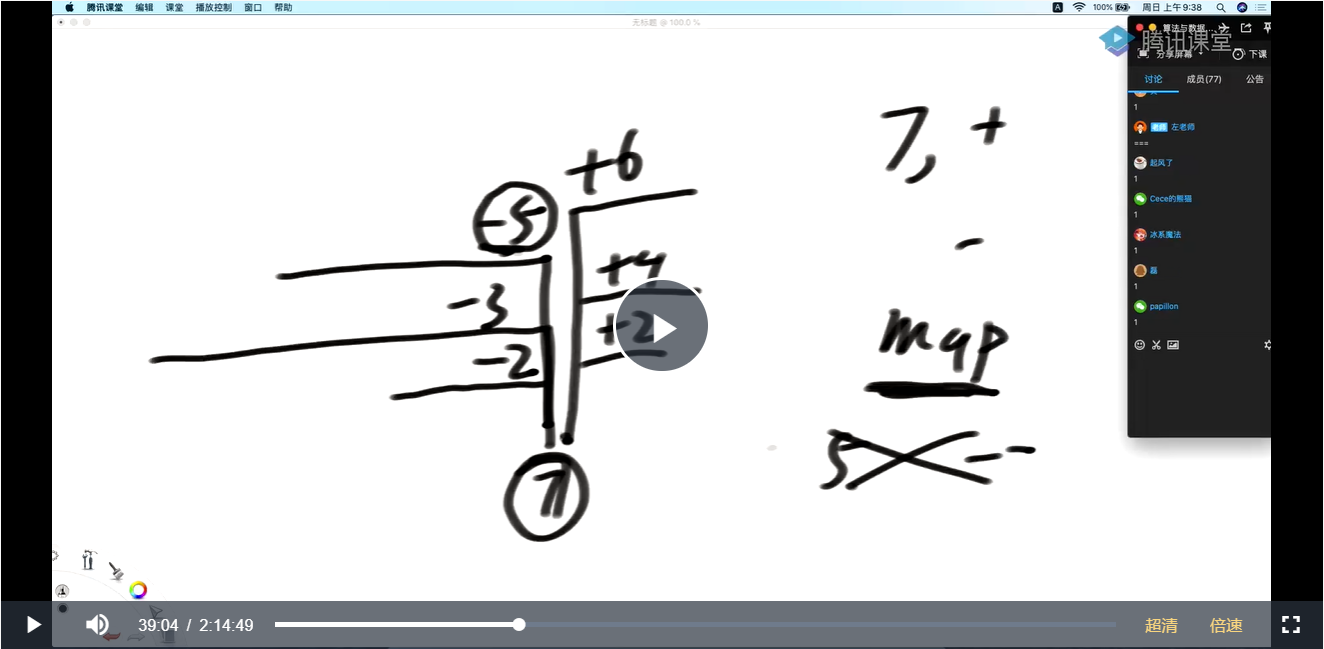 腾讯课堂 编辑 课堂 播放控制 窗口 帮助
A 100% 周日 上午9:38
无标题 @ 100.0 %
算法与数据...
腾讯课堂
分享屏幕 下课
讨论 成员(77) 公告
1
老师 左老师
===
起风了
1
Cece的熊猫
1
冰系魔法
1
磊
1
papillon
1
7, +
+6
-5
-
+4
-3
+2
map
-2
5 --
7
39:04 / 2:14:49
超清 倍速